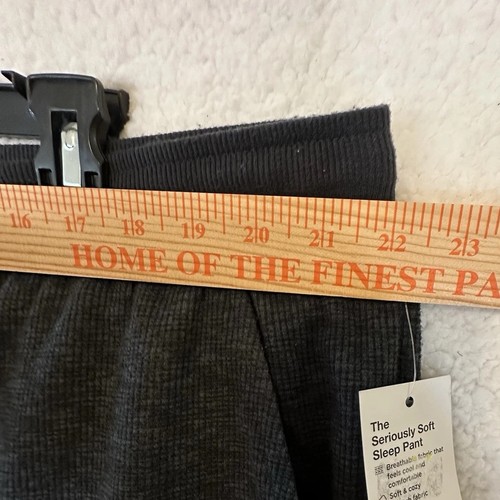 16 17 18 19 20 21 22 23
HOME OF THE FINEST PA
The
Seriously Soft
Sleep Pant
Breathable fabric that
feels cool and
comfortable
Soft & cozy
fabric